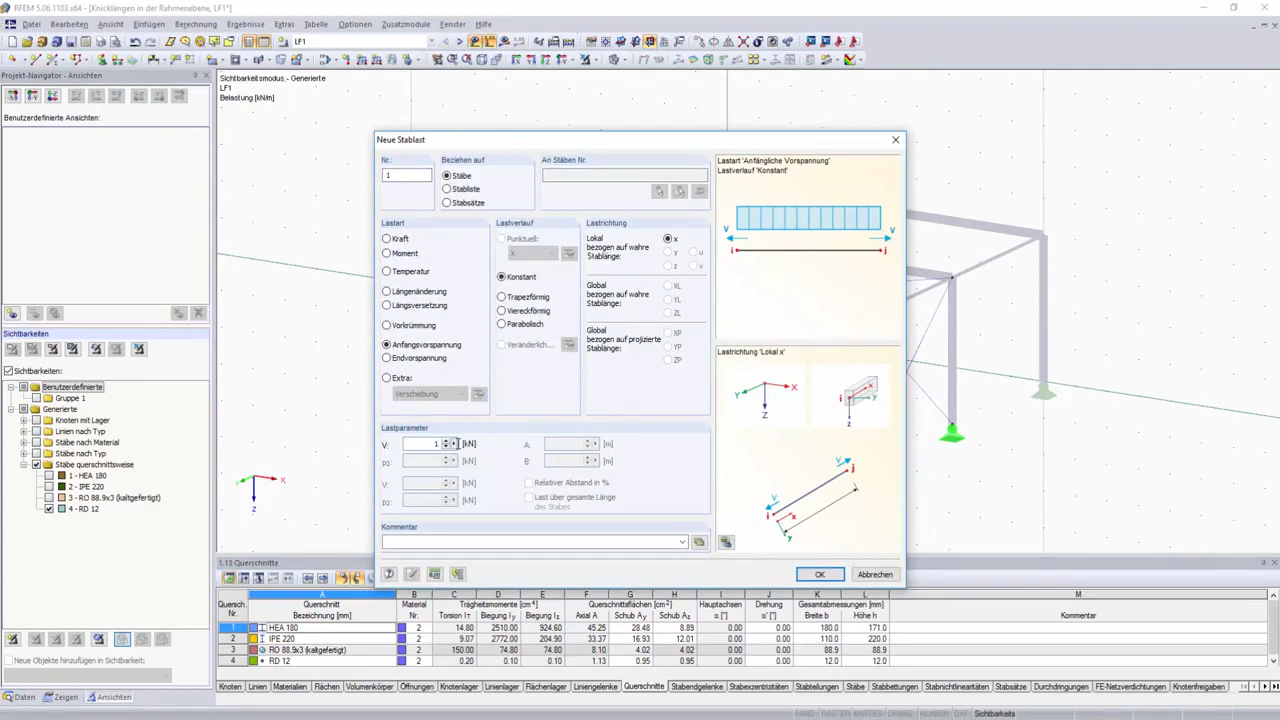 RFEM 5.06.1103 x64 - [Knicklängen in der Rahmenebene, LF1*]
Datei Bearbeiten Ansicht Einfügen Berechnung Ergebnisse Extras Tabelle Optionen Zusatzmodule Fenster Hilfe
LF1
Projekt-Navigator - Ansichten
Benutzerdefinierte Ansichten:
Sichtbarkeiten
Sichtbarkeiten:
Benutzerdefinierte
Gruppe 1
Generierte
Knoten mit Lager
Linien nach Typ
Stäbe nach Material
Stäbe nach Typ
Stäbe querschnittsweise
1 - HEA 180
2 - IPE 220
3 - RO 88.9x3 (kaltgefertigt)
4 - RD 12
Neue Objekte hinzufügen in Sichtbarkeit:
Daten Zeigen Ansichten
Sichtbarkeitsmodus - Generierte
LF1
Belastung [kN/m]
Y X
Z
Neue Stablast
Nr.: Beziehen auf An Stäben Nr.
1 Stäbe
Stabliste
Stabsätze
Lastart
Kraft
Moment
Temperatur
Längenänderung
Längsversetzung
Vorkrümmung
Anfangsvorspannung
Endvorspannung
Extra:
Verschiebung
Lastverlauf
Punktuell:
X
Konstant
Trapezförmig
Viereckförmig
Parabolisch
Veränderlich...
Lastrichtung
Lokal
bezogen auf wahre
Stablänge:
x
y u
z v
Global
bezogen auf wahre
Stablänge:
XL
YL
ZL
Global
bezogen auf projizierte
Stablänge:
XP
YP
ZP
Lastparameter
V: 1 [kN] A: [m]
p2: [kN] B: [m]
V: [kN] Relativer Abstand in %
p2: [kN] Last über gesamte Länge
des Stabes
Kommentar
OK Abbrechen
Lastart 'Anfängliche Vorspannung'
Lastverlauf 'Konstant'
V V
i j
Lastrichtung 'Lokal x'
Y X
Z
i x
y
z
V
j
V
i x
y
1.13 Querschnitte
A B C D E F G H I J K L M
Quersch. Querschnitt Material Trägheitsmomente [cm⁴] Querschnittsflächen [cm²] Hauptachsen Drehung Gesamtabmessungen [mm]
Nr. Bezeichnung [mm] Nr. Torsion IT Biegung Iy Biegung Iz Axial A Schub Ay Schub Az α [°] α' [°] Breite b Höhe h Kommentar
1 HEA 180 2 14.80 2510.00 924.60 45.25 28.48 8.89 0.00 0.00 180.0 171.0
2 IPE 220 2 9.07 2772.00 204.90 33.37 16.93 12.01 0.00 0.00 110.0 220.0
3 RO 88.9x3 (kaltgefertigt) 2 150.00 74.80 74.80 8.10 4.02 4.02 0.00 0.00 88.9 88.9
4 RD 12 2 0.20 0.10 0.10 1.13 0.95 0.95 0.00 0.00 12.0 12.0
Knoten Linien Materialien Flächen Volumenkörper Öffnungen Knotenlager Linienlager Flächenlager Liniengelenke Querschnitte Stabendgelenke Stabexzentrizitäten Stabteilungen Stäbe Stabbettungen Stabnichtlinearitäten Stabsätze Durchdringungen FE-Netzverdichtungen Knotenfreigaben
FANG RASTER KARTES OFANG HLINIEN DXF Sichtbarkeits